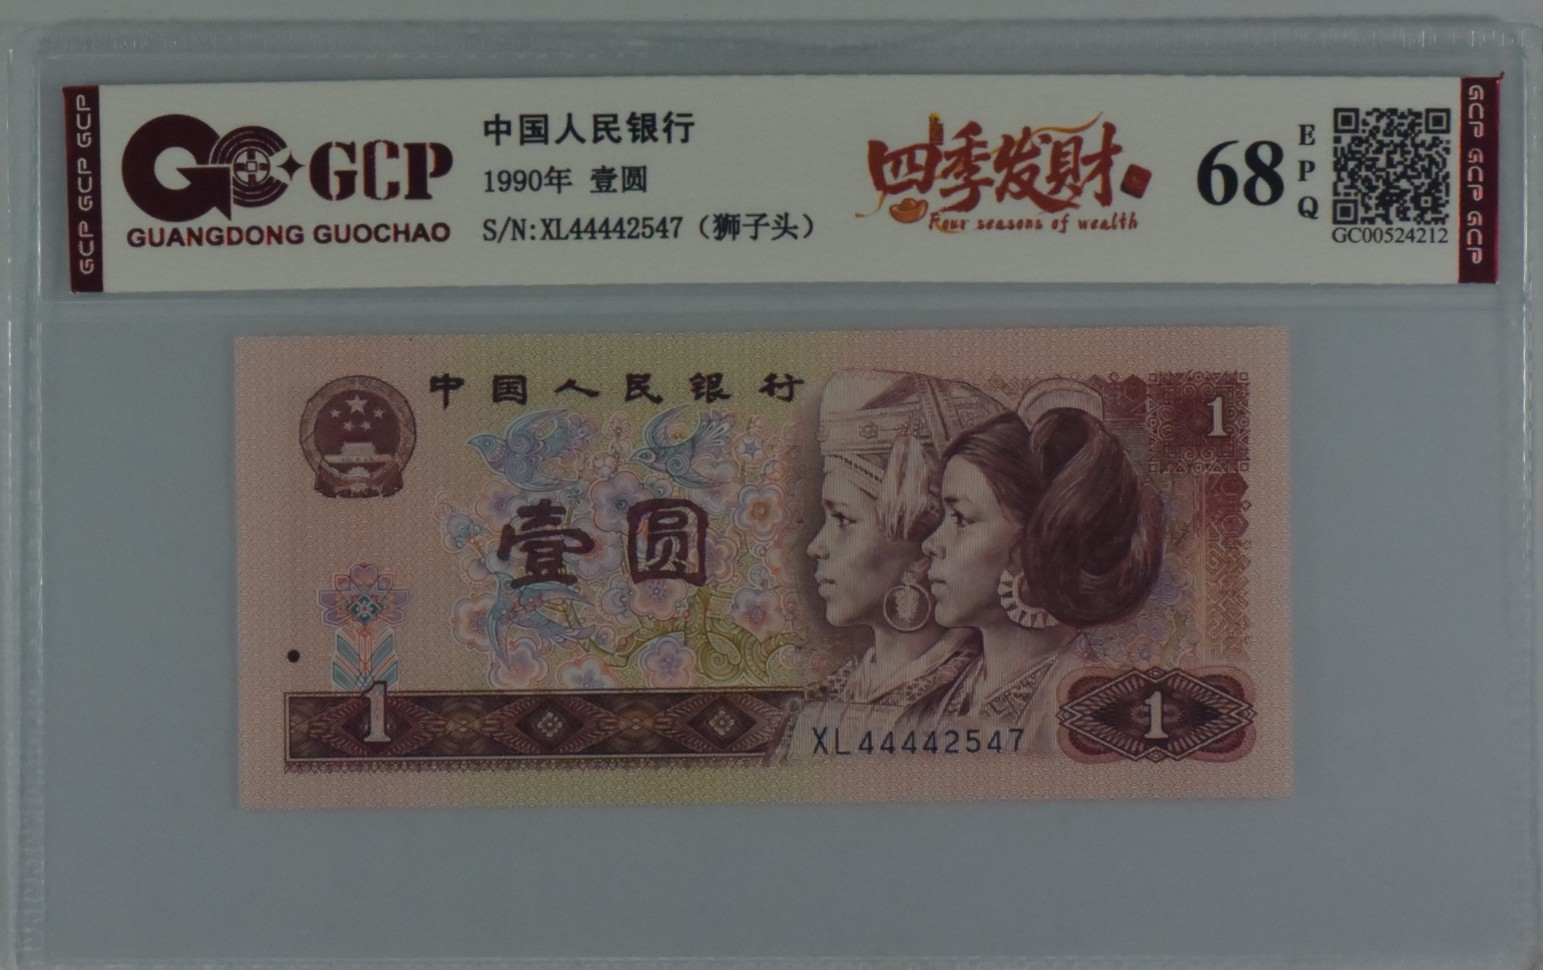 GCP GCP GCP
GCP
GUANGDONG GUOCHAO
中国人民银行
1990年 壹圆
S/N:XL44442547（狮子头）
四季发财
Four seasons of wealth
68
EPQ
GC00524212
GCP GCP GCP
中国人民银行
1
壹圆
1
1
XL44442547